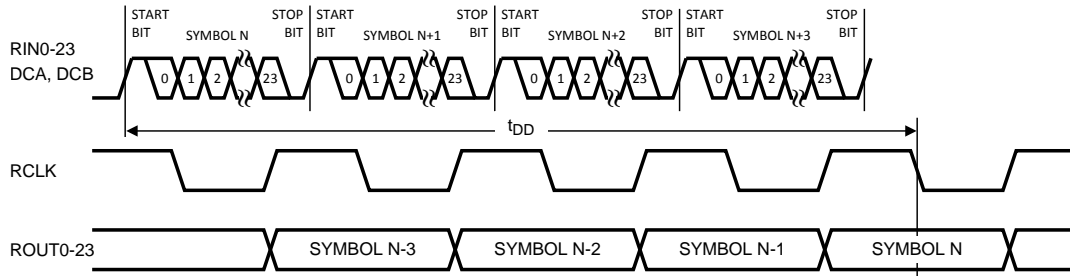 START STOP START STOP START STOP START STOP
BIT SYMBOL N BIT BIT SYMBOL N+1 BIT BIT SYMBOL N+2 BIT BIT SYMBOL N+3 BIT
RIN0-23
DCA, DCB
0 1 2 23 0 1 2 23 0 1 2 23 0 1 2 23
tDD
RCLK
ROUT0-23 SYMBOL N-3 SYMBOL N-2 SYMBOL N-1 SYMBOL N